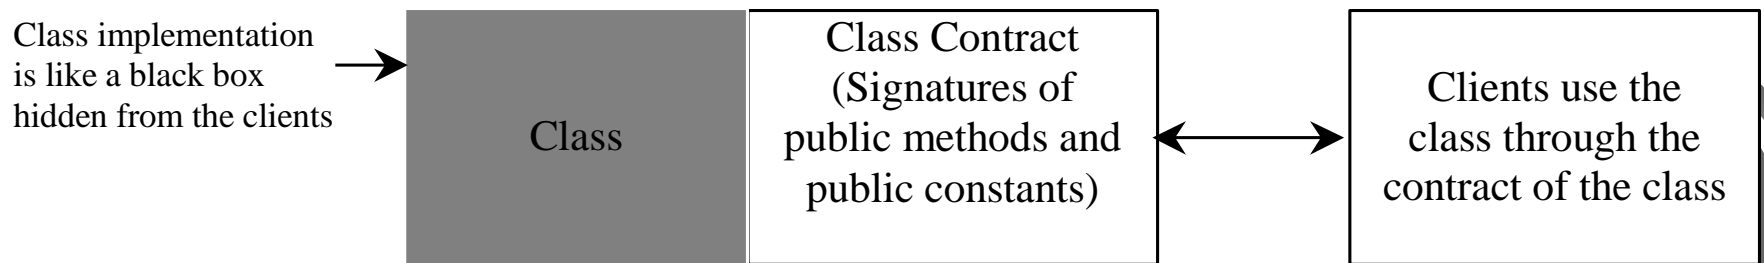 Class implementation
is like a black box
hidden from the clients
Class
Class Contract
(Signatures of
public methods and
public constants)
Clients use the
class through the
contract of the class